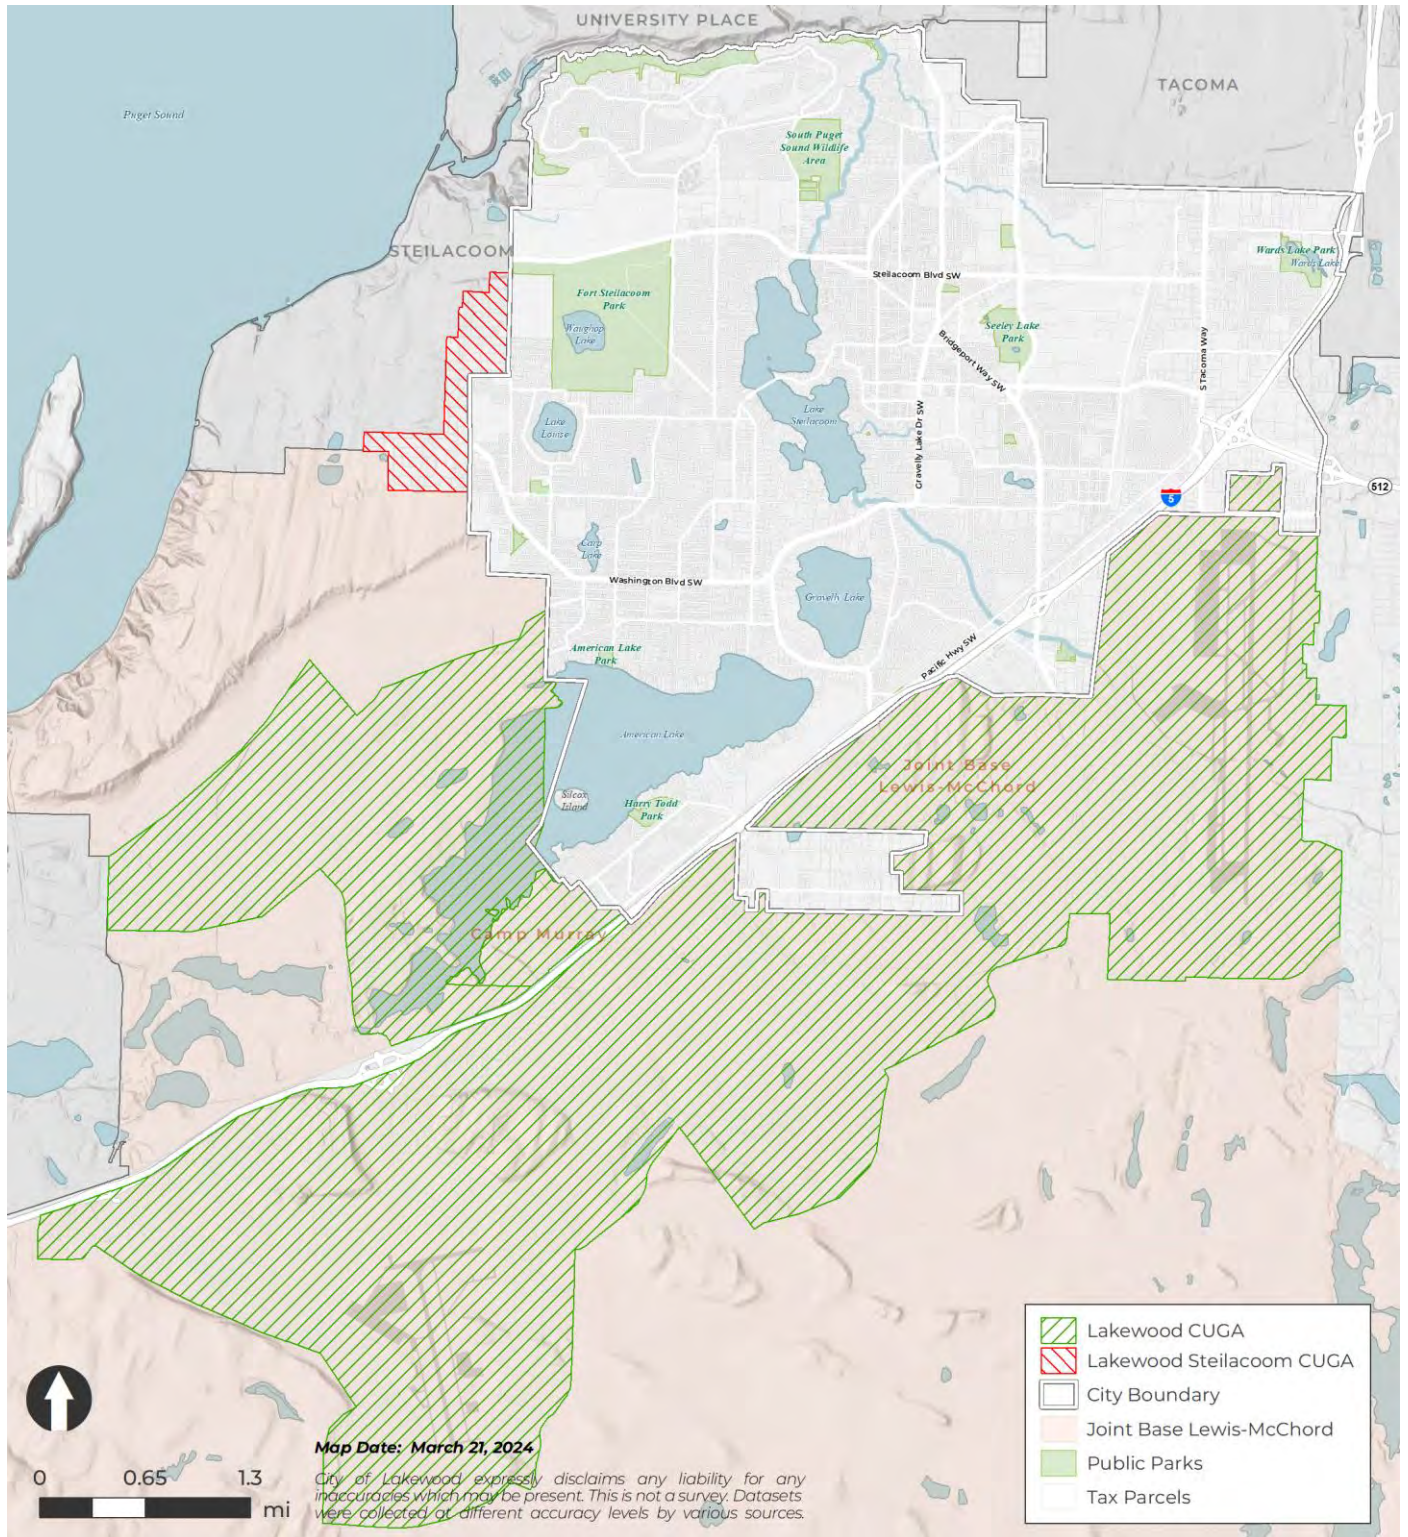 UNIVERSITY PLACE
TACOMA
Puget Sound
South Puget
Sound Wildlife
Area
STEILACOOM
Wards Lake Park
Wards Lake
Steilacoom Blvd SW
Fort Steilacoom
Park
Waughop
Lake
Seeley Lake
Park
Bridgeport Way SW
S Tacoma Way
Lake
Louise
Lake
Steilacoom
Gravelly Lake Dr SW
512
5
Carp
Lake
Washington Blvd SW
Gravelly Lake
American Lake
Park
Pacific Hwy SW
American Lake
Joint Base
Lewis-McChord
Silcox
Island
Harry Todd
Park
Camp Murray
Lakewood CUGA
Lakewood Steilacoom CUGA
City Boundary
Joint Base Lewis-McChord
Public Parks
Tax Parcels
Map Date: March 21, 2024
0 0.65 1.3
mi
City of Lakewood expressly disclaims any liability for any
inaccuracies which may be present. This is not a survey. Datasets
were collected at different accuracy levels by various sources.